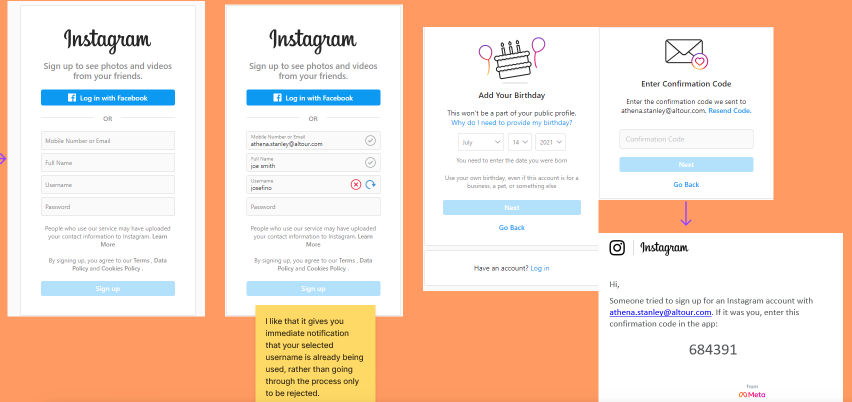 Instagram
Sign up to see photos and videos
from your friends.
Log in with Facebook
OR
Mobile Number or Email
Full Name
Username
Password
People who use our service may have uploaded
your contact information to Instagram. Learn
More
By signing up, you agree to our Terms , Data
Policy and Cookies Policy .
Sign up
Instagram
Sign up to see photos and videos
from your friends.
Log in with Facebook
OR
Mobile Number or Email
athena.stanley@altour.com
Full Name
joe smith
Username
josefino
Password
People who use our service may have uploaded
your contact information to Instagram. Learn
More
By signing up, you agree to our Terms , Data
Policy and Cookies Policy .
Sign up
I like that it gives you
immediate notification
that your selected
username is already being
used, rather than going
through the process only
to be rejected.
Add Your Birthday
This won't be a part of your public profile.
Why do I need to provide my birthday?
July 14 2021
You need to enter the date you were born
Use your own birthday, even if this account is for a
business, a pet, or something else
Next
Go Back
Have an account? Log in
Enter Confirmation Code
Enter the confirmation code we sent to
athena.stanley@altour.com. Resend Code.
Confirmation Code
Next
Go Back
Instagram
Hi,
Someone tried to sign up for an Instagram account with
athena.stanley@altour.com. If it was you, enter this
confirmation code in the app:
684391
from
Meta